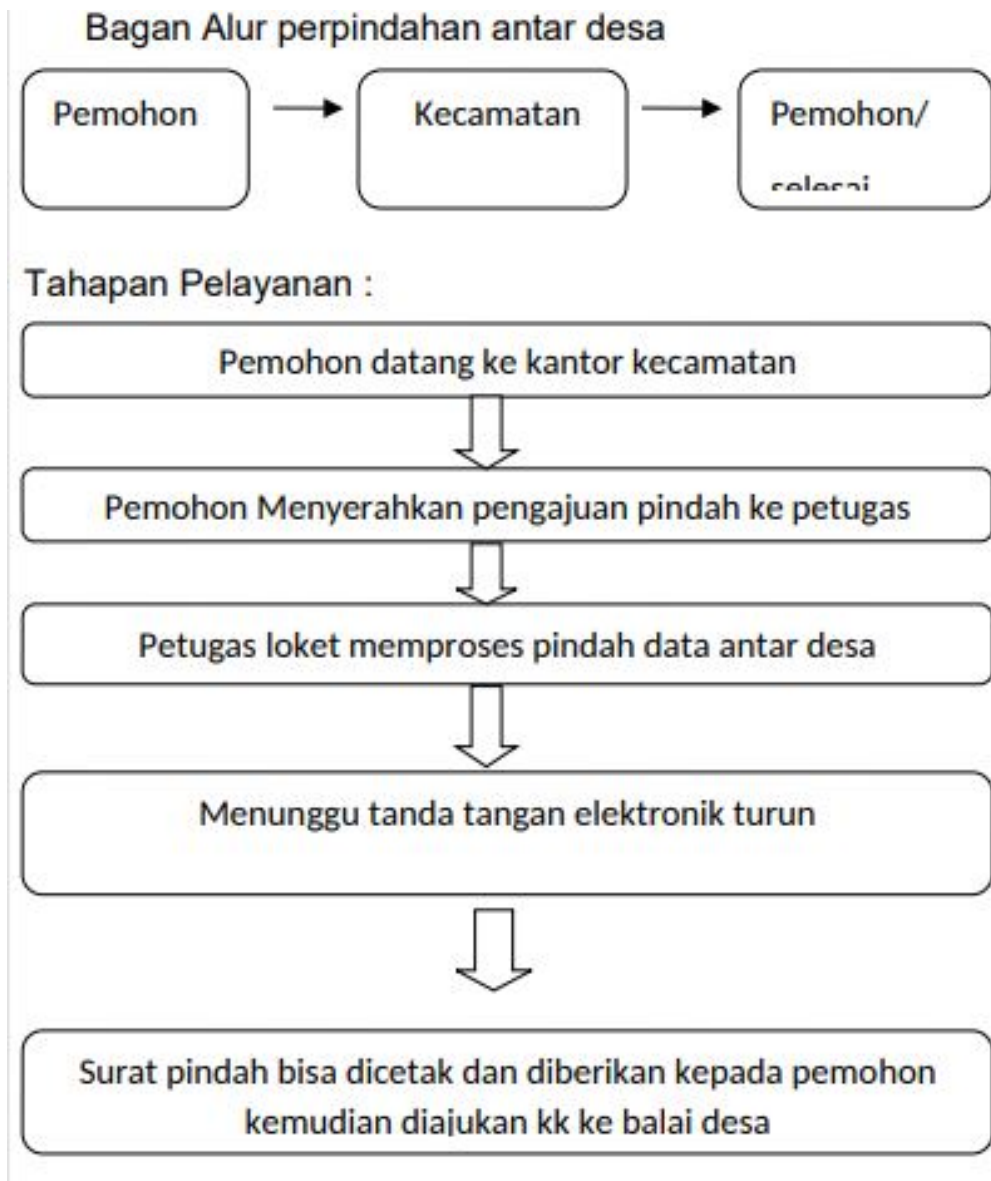 Bagan Alur perpindahan antar desa
Pemohon
Kecamatan
Pemohon/
selesai
Tahapan Pelayanan :
Pemohon datang ke kantor kecamatan
Pemohon Menyerahkan pengajuan pindah ke petugas
Petugas loket memproses pindah data antar desa
Menunggu tanda tangan elektronik turun
Surat pindah bisa dicetak dan diberikan kepada pemohon
kemudian diajukan kk ke balai desa